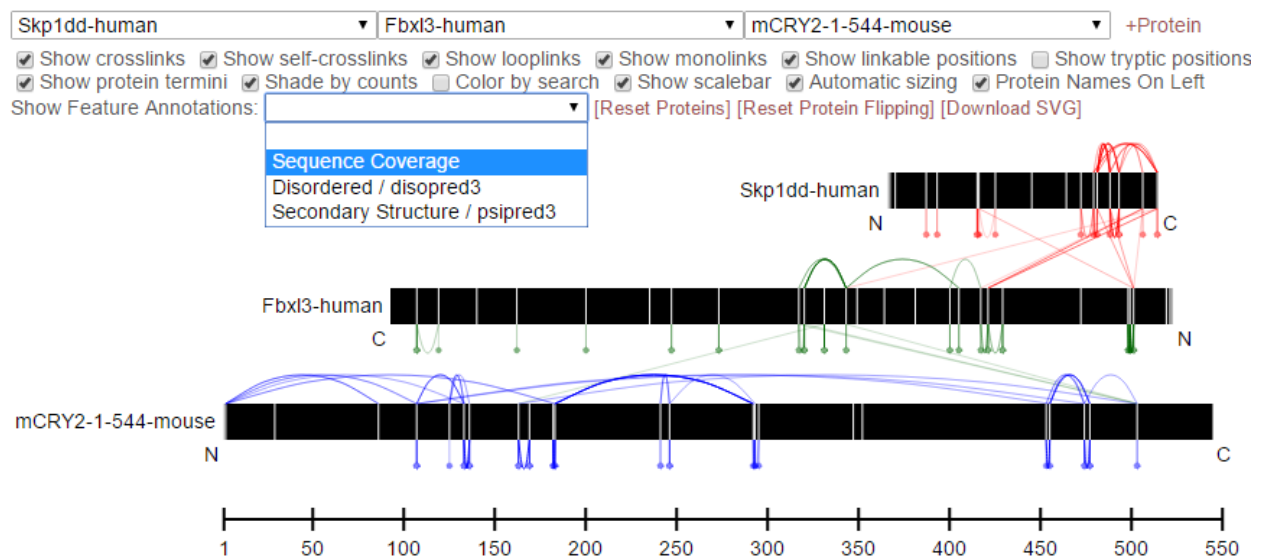 Skp1dd-human Fbxl3-human mCRY2-1-544-mouse +Protein
Show crosslinks Show self-crosslinks Show looplinks Show monolinks Show linkable positions Show tryptic positions
Show protein termini Shade by counts Color by search Show scalebar Automatic sizing Protein Names On Left
Show Feature Annotations: [Reset Proteins] [Reset Protein Flipping] [Download SVG]
Sequence Coverage
Disordered / disopred3
Secondary Structure / psipred3
Skp1dd-human
N C
Fbxl3-human
C N
mCRY2-1-544-mouse
N C
1 50 100 150 200 250 300 350 400 450 500 550